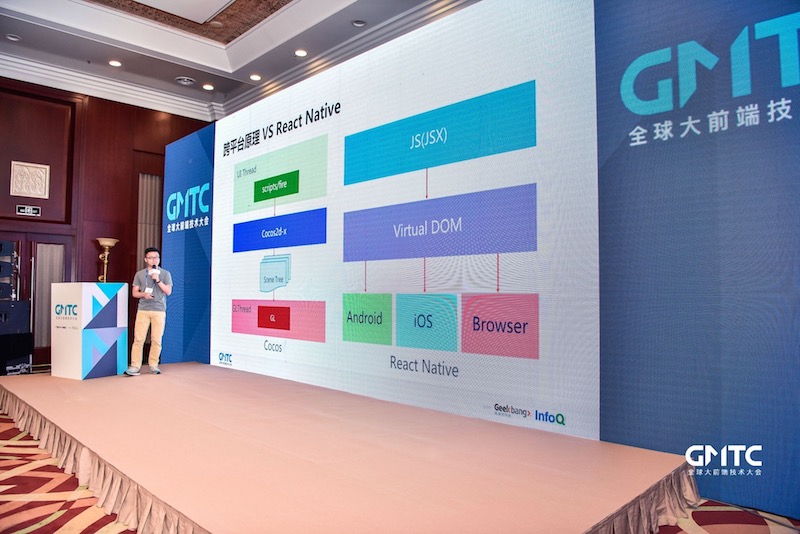 GMTC
全球大前端技
跨平台原理 VS React Native
UI Thread
scripts/fire
Cocos2d-x
Scene Tree
GLThread
GL
Cocos
JS(JSX)
Virtual DOM
Android
iOS
Browser
React Native
GMTC
Geekbang>
InfoQ
GMTC
全球大前端技术大会
GMTC
GMTC
全球大前端技术大会